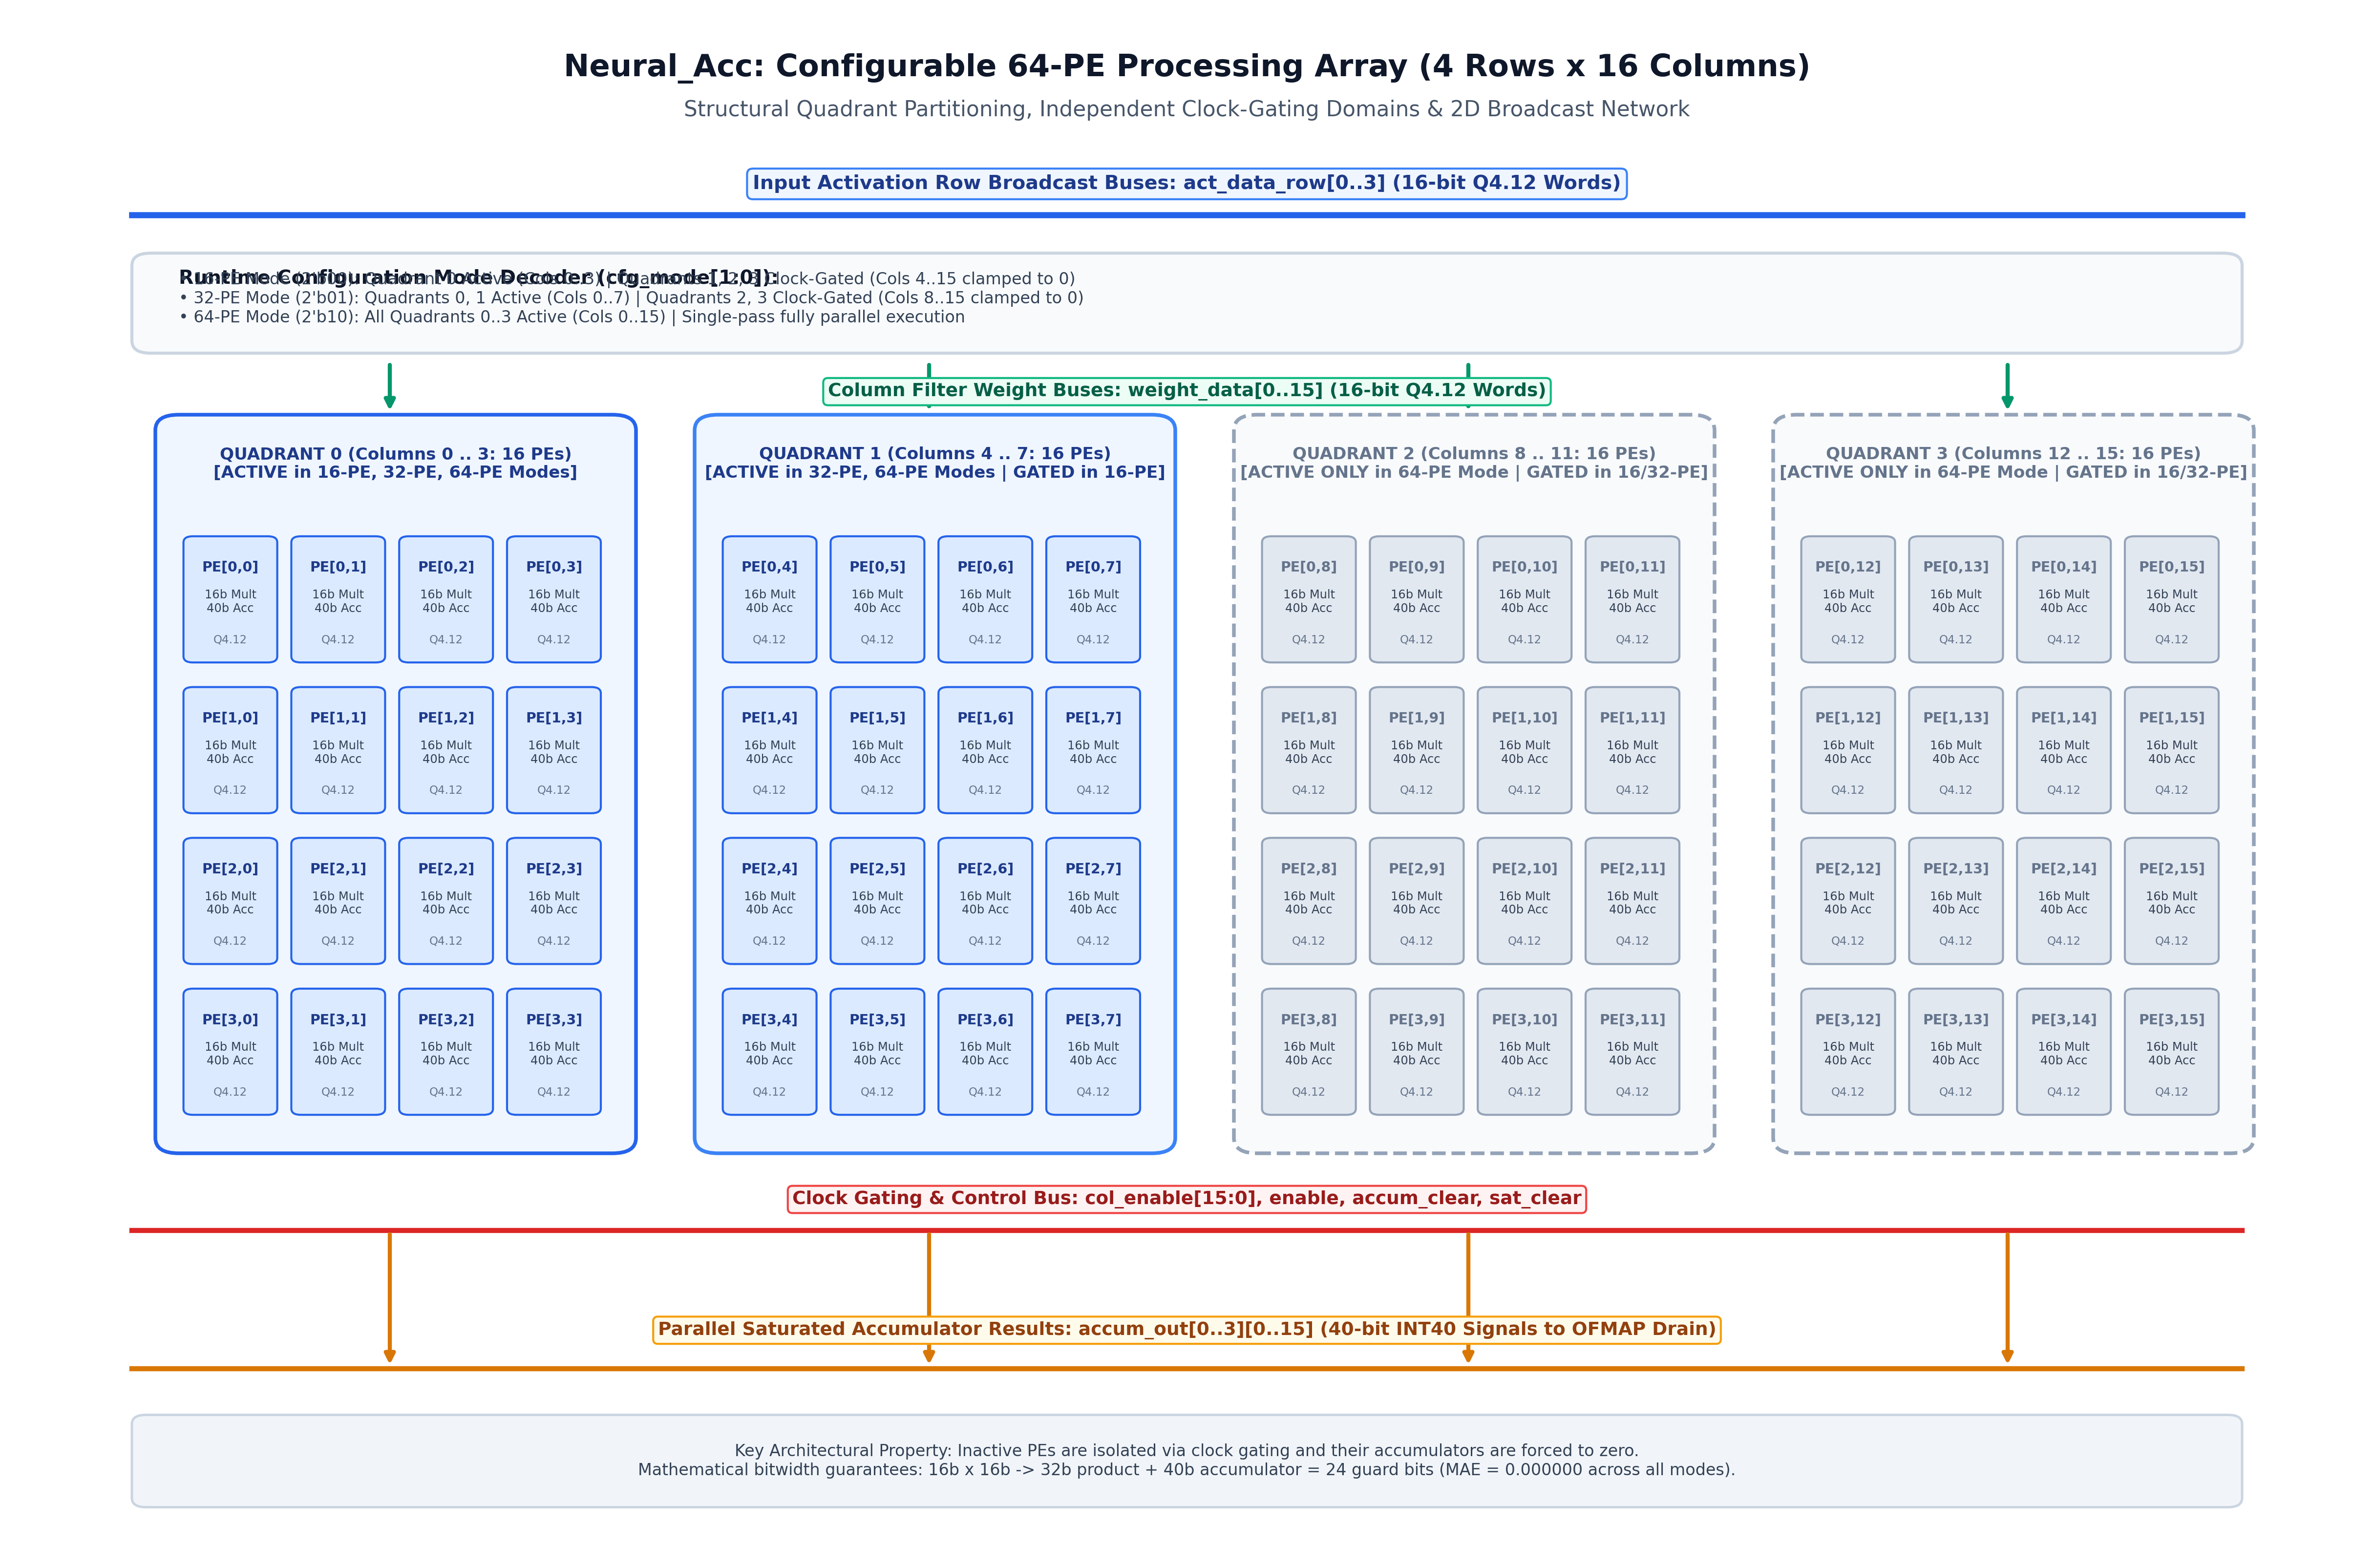 Neural_Acc: Configurable 64-PE Processing Array (4 Rows x 16 Columns)
Structural Quadrant Partitioning, Independent Clock-Gating Domains & 2D Broadcast Network
Input Activation Row Broadcast Buses: act_data_row[0..3] (16-bit Q4.12 Words)
Runtime Configuration Mode Decoder (cfg_mode[1:0]):
• 16-PE Mode (2'b00): Quadrant 0 Active (Cols 0..3) | Quadrants 1, 2, 3 Clock-Gated (Cols 4..15 clamped to 0)
• 32-PE Mode (2'b01): Quadrants 0, 1 Active (Cols 0..7) | Quadrants 2, 3 Clock-Gated (Cols 8..15 clamped to 0)
• 64-PE Mode (2'b10): All Quadrants 0..3 Active (Cols 0..15) | Single-pass fully parallel execution
Column Filter Weight Buses: weight_data[0..15] (16-bit Q4.12 Words)
QUADRANT 0 (Columns 0 .. 3: 16 PEs)
[ACTIVE in 16-PE, 32-PE, 64-PE Modes]
PE[0,0] PE[0,1] PE[0,2] PE[0,3]
16b Mult 16b Mult 16b Mult 16b Mult
40b Acc 40b Acc 40b Acc 40b Acc
Q4.12 Q4.12 Q4.12 Q4.12
PE[1,0] PE[1,1] PE[1,2] PE[1,3]
16b Mult 16b Mult 16b Mult 16b Mult
40b Acc 40b Acc 40b Acc 40b Acc
Q4.12 Q4.12 Q4.12 Q4.12
PE[2,0] PE[2,1] PE[2,2] PE[2,3]
16b Mult 16b Mult 16b Mult 16b Mult
40b Acc 40b Acc 40b Acc 40b Acc
Q4.12 Q4.12 Q4.12 Q4.12
PE[3,0] PE[3,1] PE[3,2] PE[3,3]
16b Mult 16b Mult 16b Mult 16b Mult
40b Acc 40b Acc 40b Acc 40b Acc
Q4.12 Q4.12 Q4.12 Q4.12
QUADRANT 1 (Columns 4 .. 7: 16 PEs)
[ACTIVE in 32-PE, 64-PE Modes | GATED in 16-PE]
PE[0,4] PE[0,5] PE[0,6] PE[0,7]
16b Mult 16b Mult 16b Mult 16b Mult
40b Acc 40b Acc 40b Acc 40b Acc
Q4.12 Q4.12 Q4.12 Q4.12
PE[1,4] PE[1,5] PE[1,6] PE[1,7]
16b Mult 16b Mult 16b Mult 16b Mult
40b Acc 40b Acc 40b Acc 40b Acc
Q4.12 Q4.12 Q4.12 Q4.12
PE[2,4] PE[2,5] PE[2,6] PE[2,7]
16b Mult 16b Mult 16b Mult 16b Mult
40b Acc 40b Acc 40b Acc 40b Acc
Q4.12 Q4.12 Q4.12 Q4.12
PE[3,4] PE[3,5] PE[3,6] PE[3,7]
16b Mult 16b Mult 16b Mult 16b Mult
40b Acc 40b Acc 40b Acc 40b Acc
Q4.12 Q4.12 Q4.12 Q4.12
QUADRANT 2 (Columns 8 .. 11: 16 PEs)
[ACTIVE ONLY in 64-PE Mode | GATED in 16/32-PE]
PE[0,8] PE[0,9] PE[0,10] PE[0,11]
16b Mult 16b Mult 16b Mult 16b Mult
40b Acc 40b Acc 40b Acc 40b Acc
Q4.12 Q4.12 Q4.12 Q4.12
PE[1,8] PE[1,9] PE[1,10] PE[1,11]
16b Mult 16b Mult 16b Mult 16b Mult
40b Acc 40b Acc 40b Acc 40b Acc
Q4.12 Q4.12 Q4.12 Q4.12
PE[2,8] PE[2,9] PE[2,10] PE[2,11]
16b Mult 16b Mult 16b Mult 16b Mult
40b Acc 40b Acc 40b Acc 40b Acc
Q4.12 Q4.12 Q4.12 Q4.12
PE[3,8] PE[3,9] PE[3,10] PE[3,11]
16b Mult 16b Mult 16b Mult 16b Mult
40b Acc 40b Acc 40b Acc 40b Acc
Q4.12 Q4.12 Q4.12 Q4.12
QUADRANT 3 (Columns 12 .. 15: 16 PEs)
[ACTIVE ONLY in 64-PE Mode | GATED in 16/32-PE]
PE[0,12] PE[0,13] PE[0,14] PE[0,15]
16b Mult 16b Mult 16b Mult 16b Mult
40b Acc 40b Acc 40b Acc 40b Acc
Q4.12 Q4.12 Q4.12 Q4.12
PE[1,12] PE[1,13] PE[1,14] PE[1,15]
16b Mult 16b Mult 16b Mult 16b Mult
40b Acc 40b Acc 40b Acc 40b Acc
Q4.12 Q4.12 Q4.12 Q4.12
PE[2,12] PE[2,13] PE[2,14] PE[2,15]
16b Mult 16b Mult 16b Mult 16b Mult
40b Acc 40b Acc 40b Acc 40b Acc
Q4.12 Q4.12 Q4.12 Q4.12
PE[3,12] PE[3,13] PE[3,14] PE[3,15]
16b Mult 16b Mult 16b Mult 16b Mult
40b Acc 40b Acc 40b Acc 40b Acc
Q4.12 Q4.12 Q4.12 Q4.12
Clock Gating & Control Bus: col_enable[15:0], enable, accum_clear, sat_clear
Parallel Saturated Accumulator Results: accum_out[0..3][0..15] (40-bit INT40 Signals to OFMAP Drain)
Key Architectural Property: Inactive PEs are isolated via clock gating and their accumulators are forced to zero.
Mathematical bitwidth guarantees: 16b x 16b -> 32b product + 40b accumulator = 24 guard bits (MAE = 0.000000 across all modes).